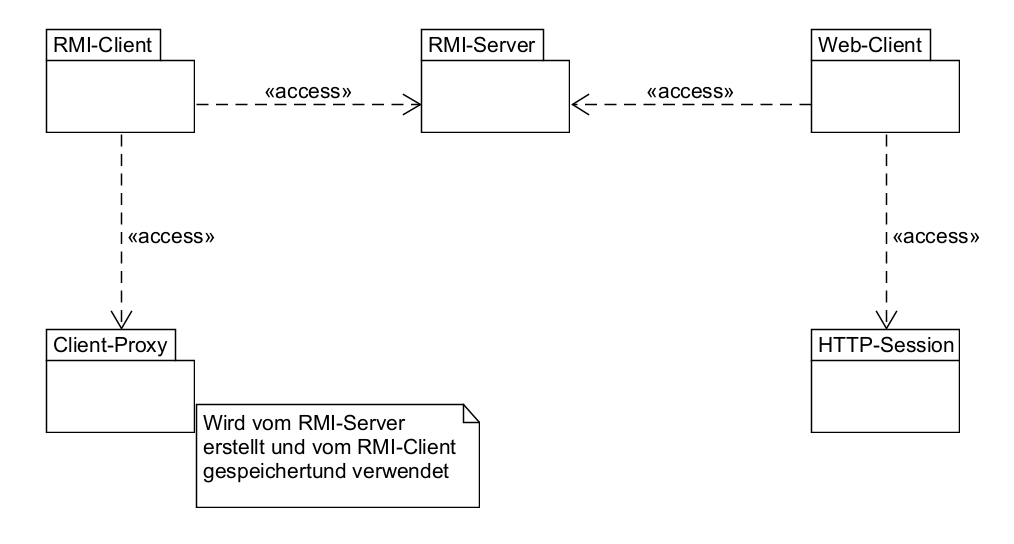 RMI-Client
RMI-Server
Web-Client
«access»
«access»
«access»
«access»
Client-Proxy
HTTP-Session
Wird vom RMI-Server
erstellt und vom RMI-Client
gespeichertund verwendet